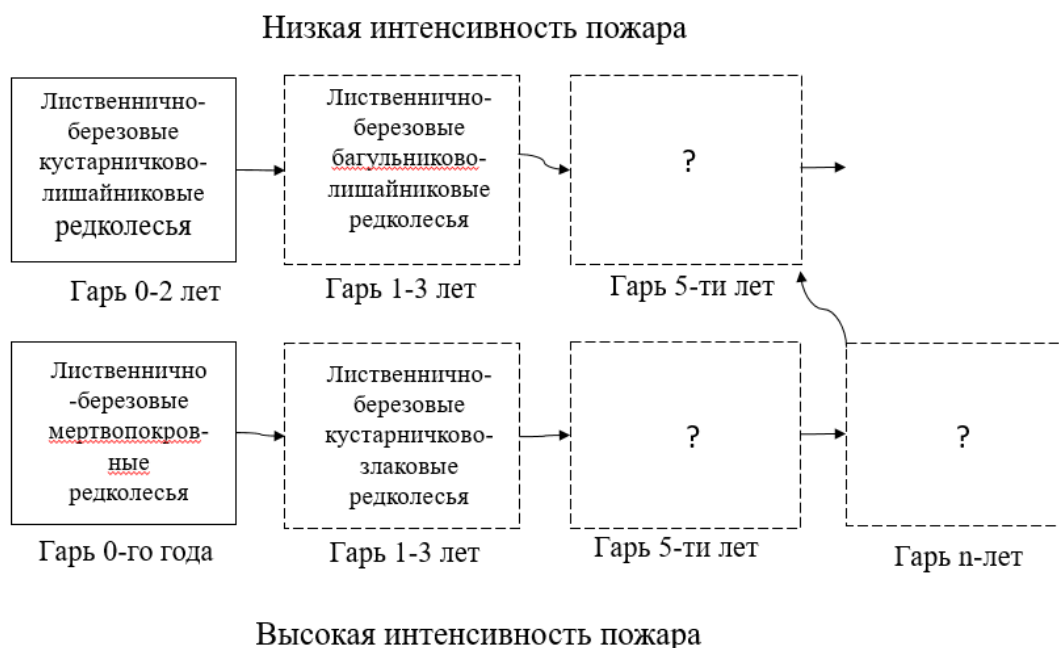 Низкая интенсивность пожара
Лиственнично-
березовые
кустарничково-
лишайниковые
редколесья
Гарь 0-2 лет
Лиственнично-
березовые
багульниково-
лишайниковые
редколесья
Гарь 1-3 лет
?
Гарь 5-ти лет
Лиственнично
-березовые
мертвопокров-
ные
редколесья
Гарь 0-го года
Лиственнично-
березовые
кустарничково-
злаковые
редколесья
Гарь 1-3 лет
?
Гарь 5-ти лет
?
Гарь n-лет
Высокая интенсивность пожара